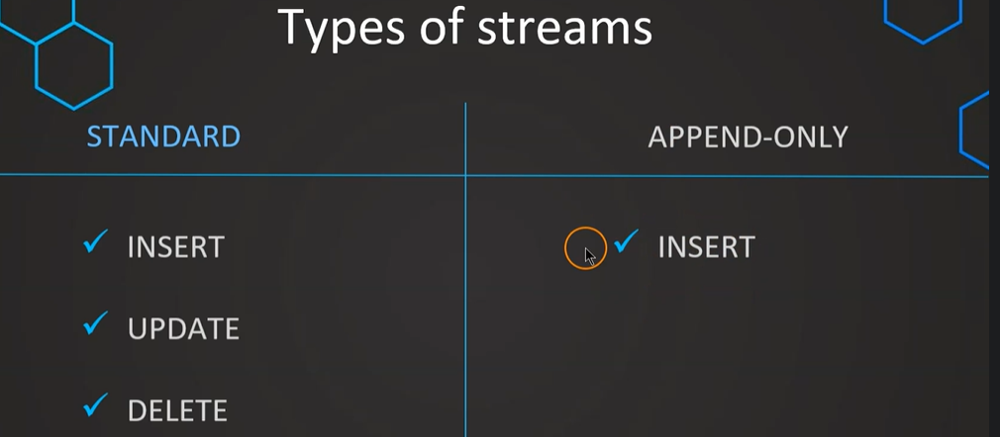 Types of streams
STANDARD
APPEND-ONLY
INSERT
INSERT
UPDATE
DELETE